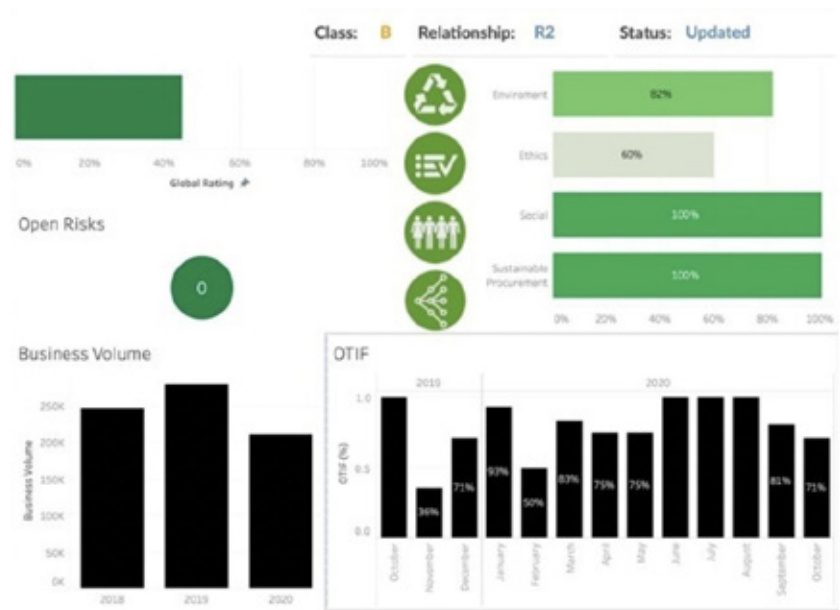 Class: B Relationship: R2 Status: Updated
0% 20% 40% 60% 80% 100%
Global Rating
Enviroment 82%
Ethics 60%
Social 100%
Sustainable
Procurement 100%
0% 20% 40% 60% 80% 100%
Open Risks
0
Business Volume
250K
200K
150K
100K
50K
0K
Business Volume
2018 2019 2020
OTIF
2019 2020
1.0
0.5
0.0
OTIF (%)
36% 71% 93% 50% 83% 75% 75% 81% 71%
October November December January February March April May June July August September October